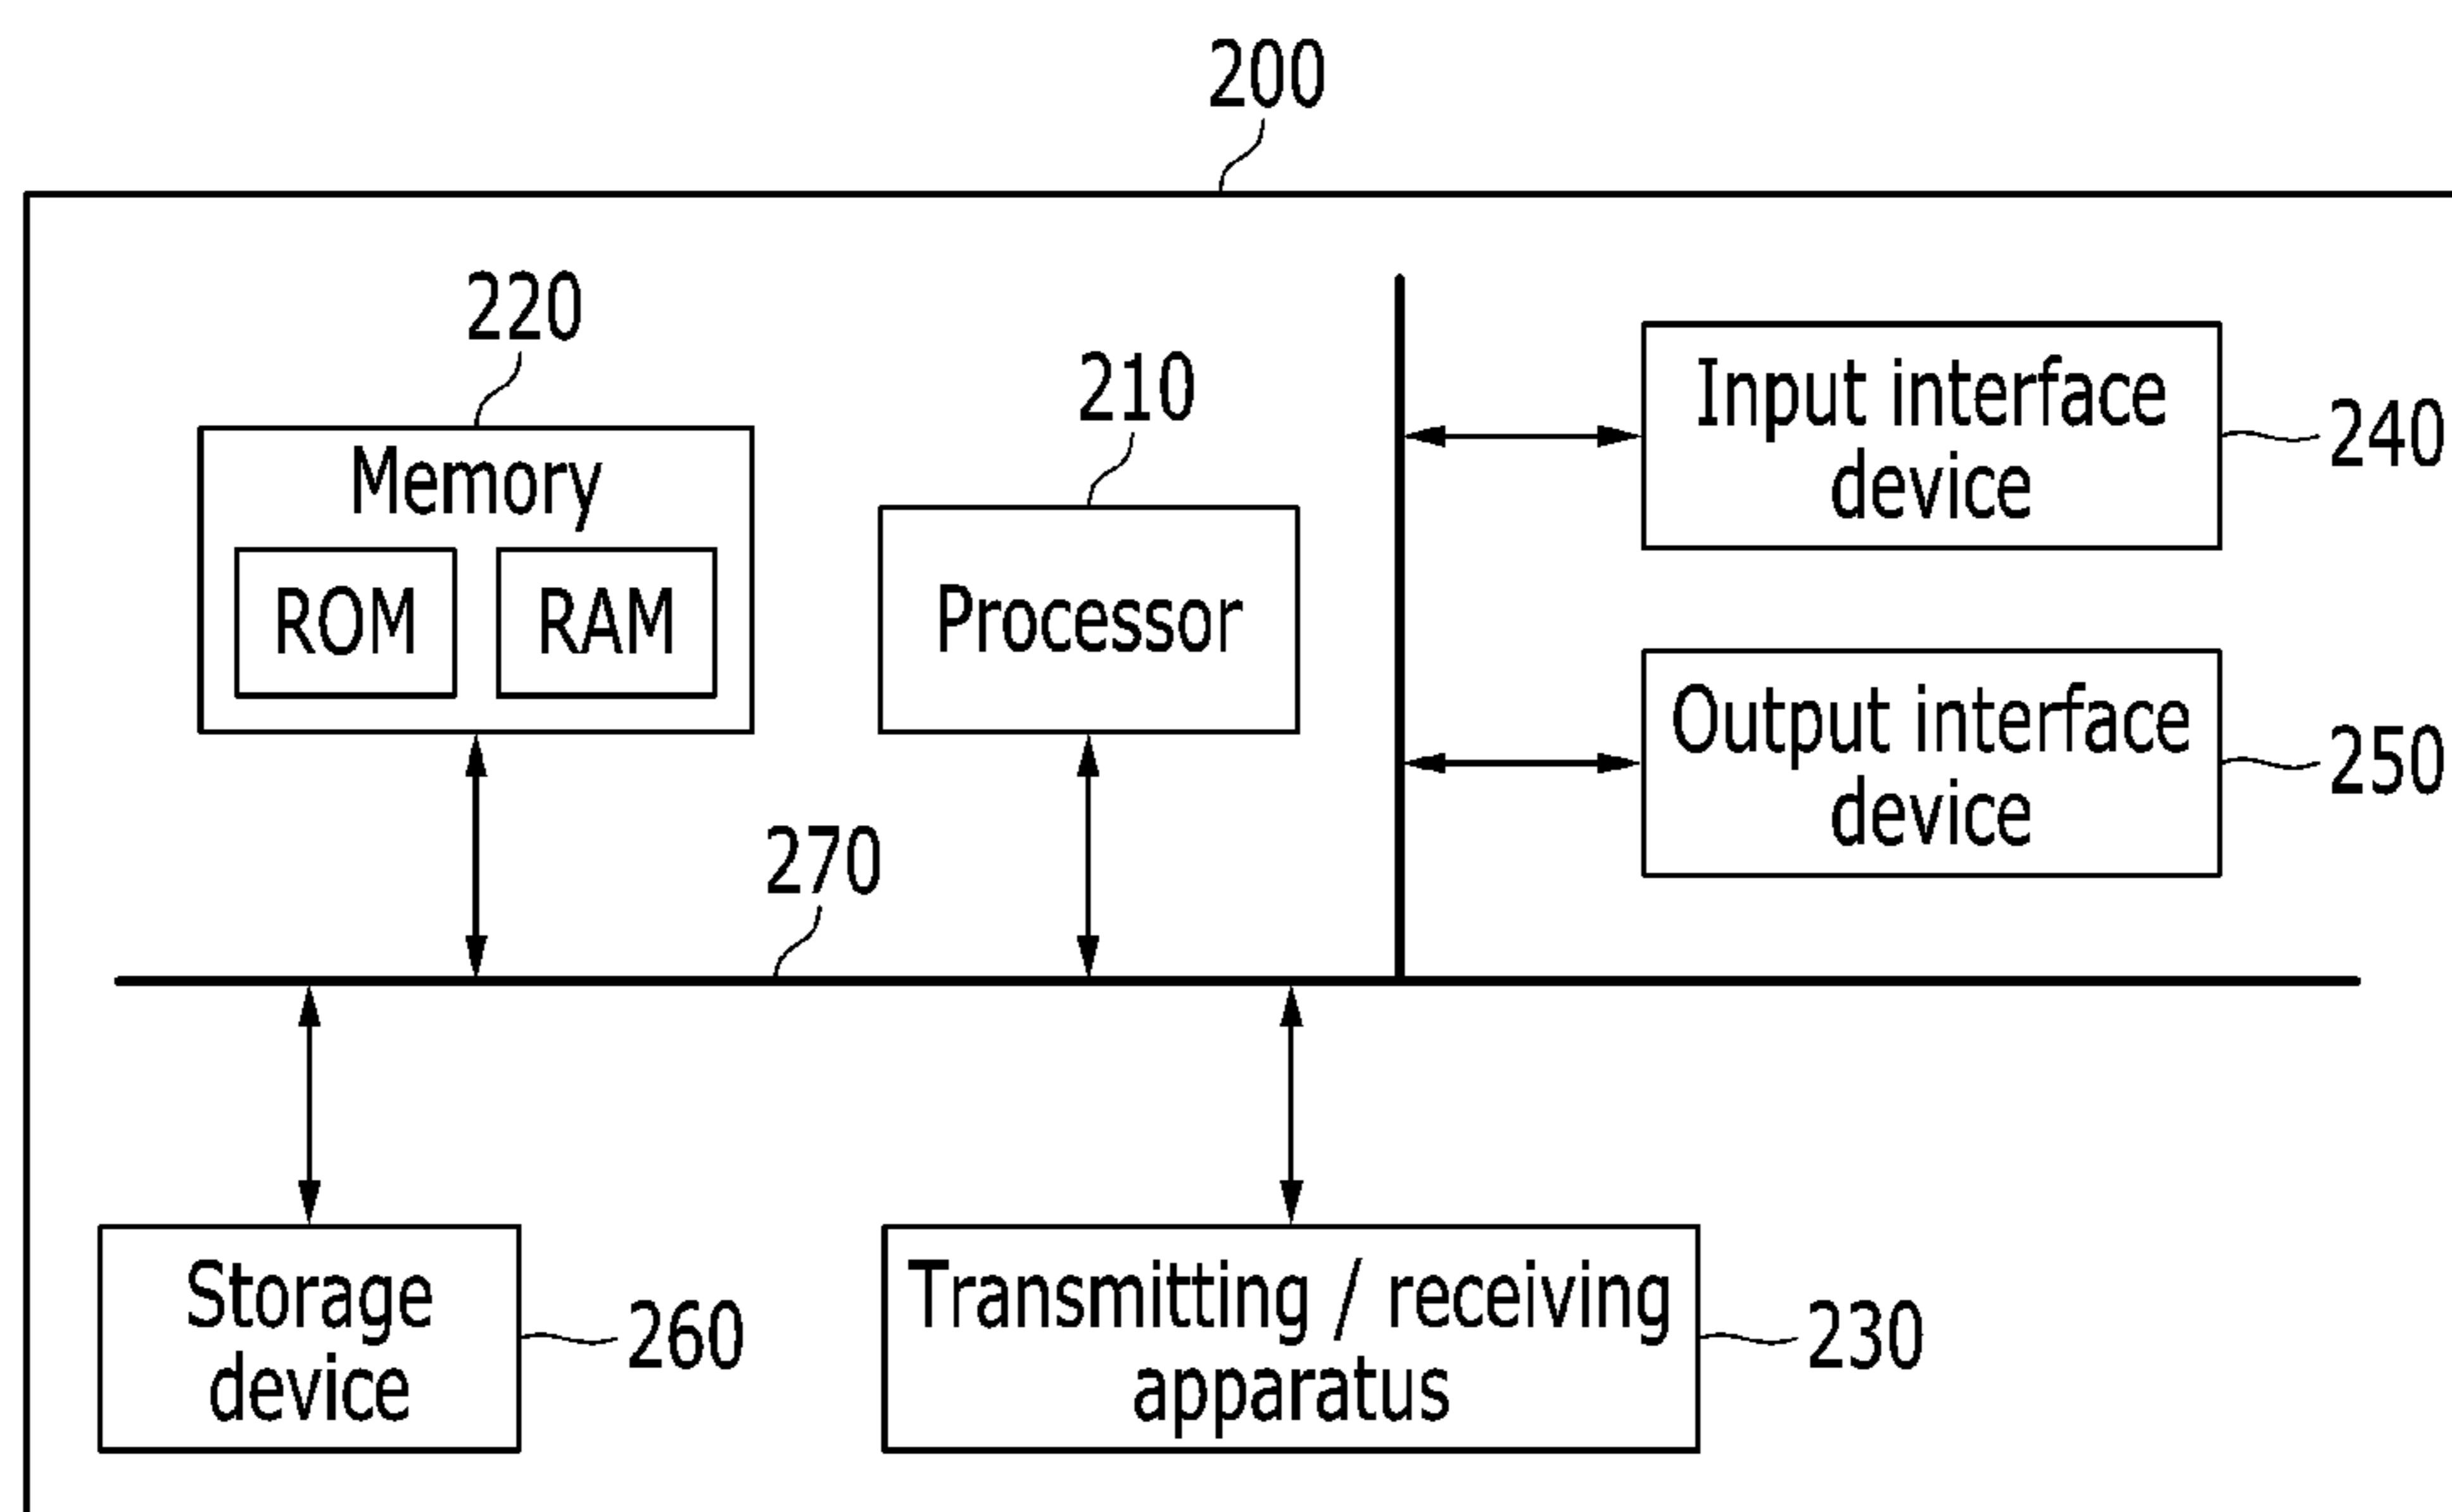 200
220
210
Memory
ROM
RAM
Processor
Input interface
device
240
Output interface
device
250
270
Storage
device
260
Transmitting / receiving
apparatus
230